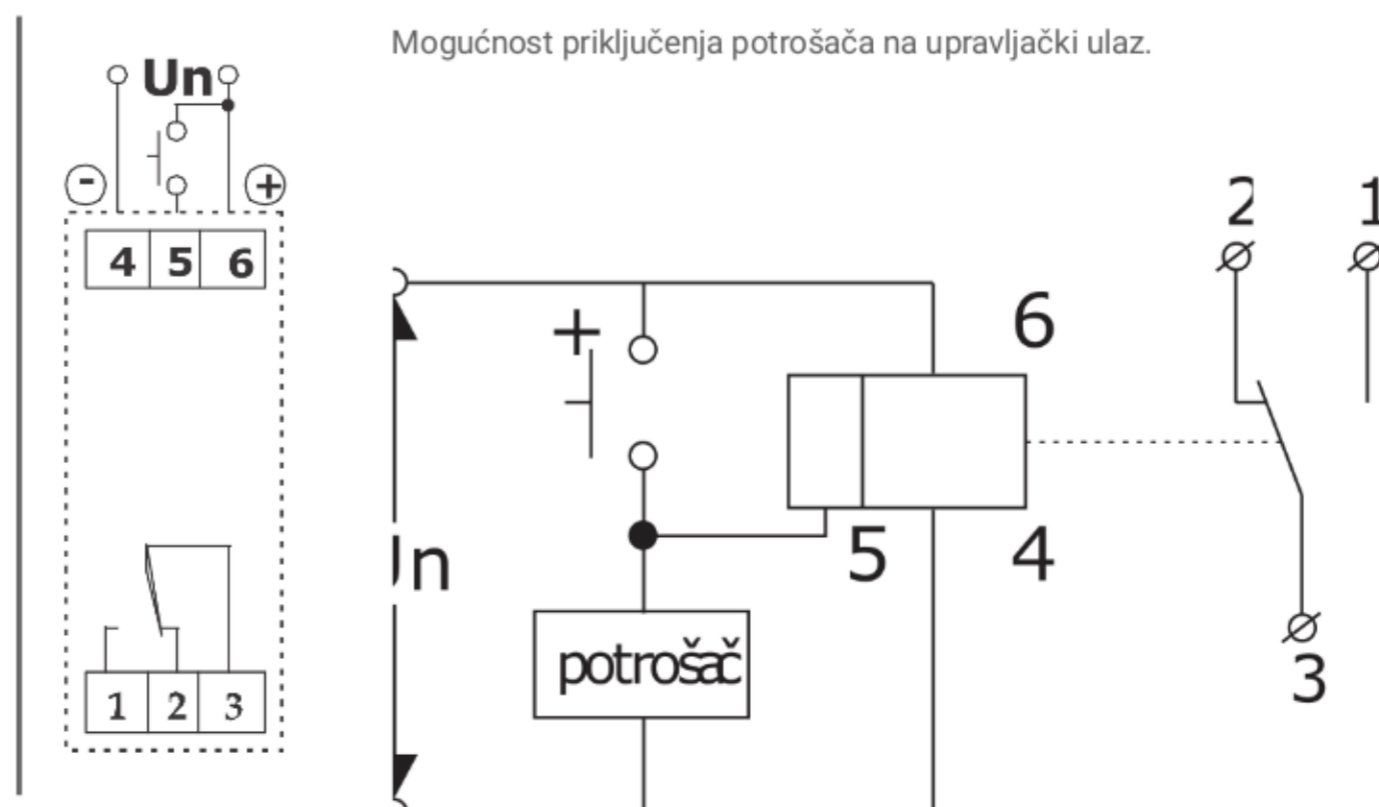 Mogućnost priključenja potrošača na upravljački ulaz.
Un
- +
4 5 6
1 2 3
2 1
+
6
Un
5 4
potrošač
3